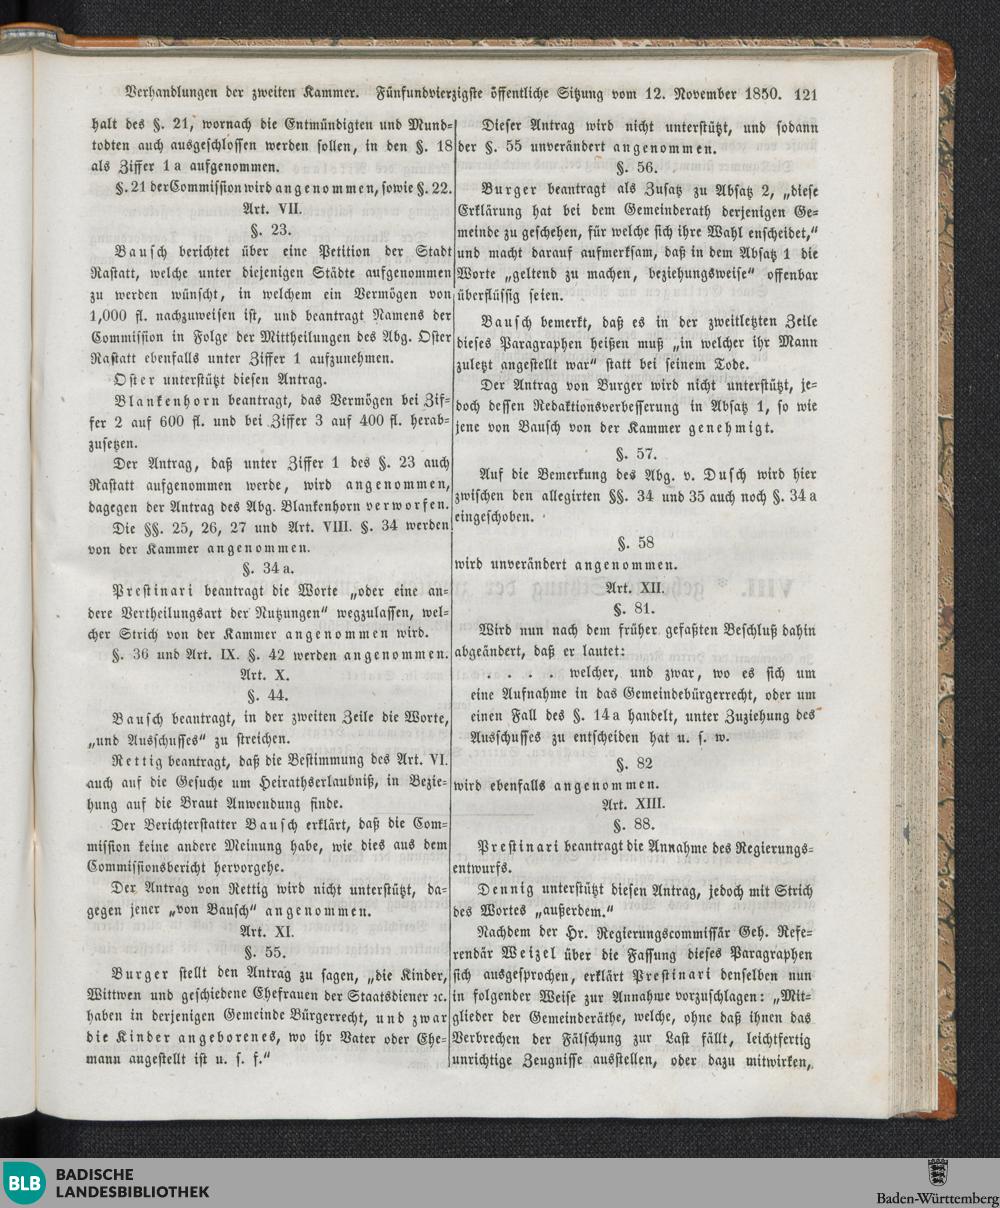 Verhandlungen der zweiten Kammer. Fünfundvierzigste öffentliche Sitzung vom 12. November 1850. 121
halt des §. 21, wornach die Entmündigten und Mund-
todten auch ausgeschlossen werden sollen, in den §. 18
als Ziffer 1 a aufgenommen.
§. 21 der Commission wird angenommen, sowie §. 22.
Art. VII.
§. 23.
Bausch berichtet über eine Petition der Stadt
Rastatt, welche unter diejenigen Städte aufgenommen
zu werden wünscht, in welchem ein Vermögen von
1,000 fl. nachzuweisen ist, und beantragt Namens der
Commission in Folge der Mittheilungen des Abg. Oster
Rastatt ebenfalls unter Ziffer 1 aufzunehmen.
Oster unterstützt diesen Antrag.
Blankenhorn beantragt, das Vermögen bei Zif-
fer 2 auf 600 fl. und bei Ziffer 3 auf 400 fl. herab-
zusetzen.
Der Antrag, daß unter Ziffer 1 des §. 23 auch
Rastatt aufgenommen werde, wird angenommen,
dagegen der Antrag des Abg. Blankenhorn verworfen.
Die §§. 25, 26, 27 und Art. VIII. §. 34 werden
von der Kammer angenommen.
§. 34 a.
Prestinari beantragt die Worte „oder eine an-
dere Vertheilungsart der Nutzungen“ wegzulassen, wel-
cher Strich von der Kammer angenommen wird.
§. 36 und Art. IX. §. 42 werden angenommen.
Art. X.
§. 44.
Bausch beantragt, in der zweiten Zeile die Worte,
„und Ausschusses“ zu streichen.
Rettig beantragt, daß die Bestimmung des Art. VI.
auch auf die Gesuche um Heirathserlaubniß, in Bezie-
hung auf die Braut Anwendung finde.
Der Berichterstatter Bausch erklärt, daß die Com-
mission keine andere Meinung habe, wie dies aus dem
Commissionsbericht hervorgehe.
Der Antrag von Rettig wird nicht unterstützt, da-
gegen jener „von Bausch“ angenommen.
Art. XI.
§. 55.
Burger stellt den Antrag zu sagen, „die Kinder,
Wittwen und geschiedene Ehefrauen der Staatsdiener ꝛc.
haben in derjenigen Gemeinde Bürgerrecht, und zwar
die Kinder angeborenes, wo ihr Vater oder Ehe-
mann angestellt ist u. s. f.“
Dieser Antrag wird nicht unterstützt, und sodann
der §. 55 unverändert angenommen.
§. 56.
Burger beantragt als Zusatz zu Absatz 2, „diese
Erklärung hat bei dem Gemeinderath derjenigen Ge-
meinde zu geschehen, für welche sich ihre Wahl enscheidet,“
und macht darauf aufmerksam, daß in dem Absatz 1 die
Worte „geltend zu machen, beziehungsweise“ offenbar
überflüssig seien.
Bausch bemerkt, daß es in der zweitletzten Zeile
dieses Paragraphen heißen muß „in welcher ihr Mann
zuletzt angestellt war“ statt bei seinem Tode.
Der Antrag von Burger wird nicht unterstützt, je-
doch dessen Redaktionsverbesserung in Absatz 1, so wie
jene von Bausch von der Kammer genehmigt.
§. 57.
Auf die Bemerkung des Abg. v. Dusch wird hier
zwischen den allegirten §§. 34 und 35 auch noch §. 34 a
eingeschoben.
§. 58
wird unverändert angenommen.
Art. XII.
§. 81.
Wird nun nach dem früher gefaßten Beschluß dahin
abgeändert, daß er lautet:
. . . . welcher, und zwar, wo es sich um
eine Aufnahme in das Gemeindebürgerrecht, oder um
einen Fall des §. 14 a handelt, unter Zuziehung des
Ausschusses zu entscheiden hat u. s. w.
§. 82
wird ebenfalls angenommen.
Art. XIII.
§. 88.
Prestinari beantragt die Annahme des Regierungs-
entwurfs.
Dennig unterstützt diesen Antrag, jedoch mit Strich
des Wortes „außerdem.“
Nachdem der Hr. Regierungscommissär Geh. Refe-
rendär Weizel über die Fassung dieses Paragraphen
sich ausgesprochen, erklärt Prestinari denselben nun
in folgender Weise zur Annahme vorzuschlagen: „Mit-
glieder der Gemeinderäthe, welche, ohne daß ihnen das
Verbrechen der Fälschung zur Last fällt, leichtfertig
unrichtige Zeugnisse ausstellen, oder dazu mitwirken,
BLB BADISCHE
LANDESBIBLIOTHEK
Baden-Württemberg